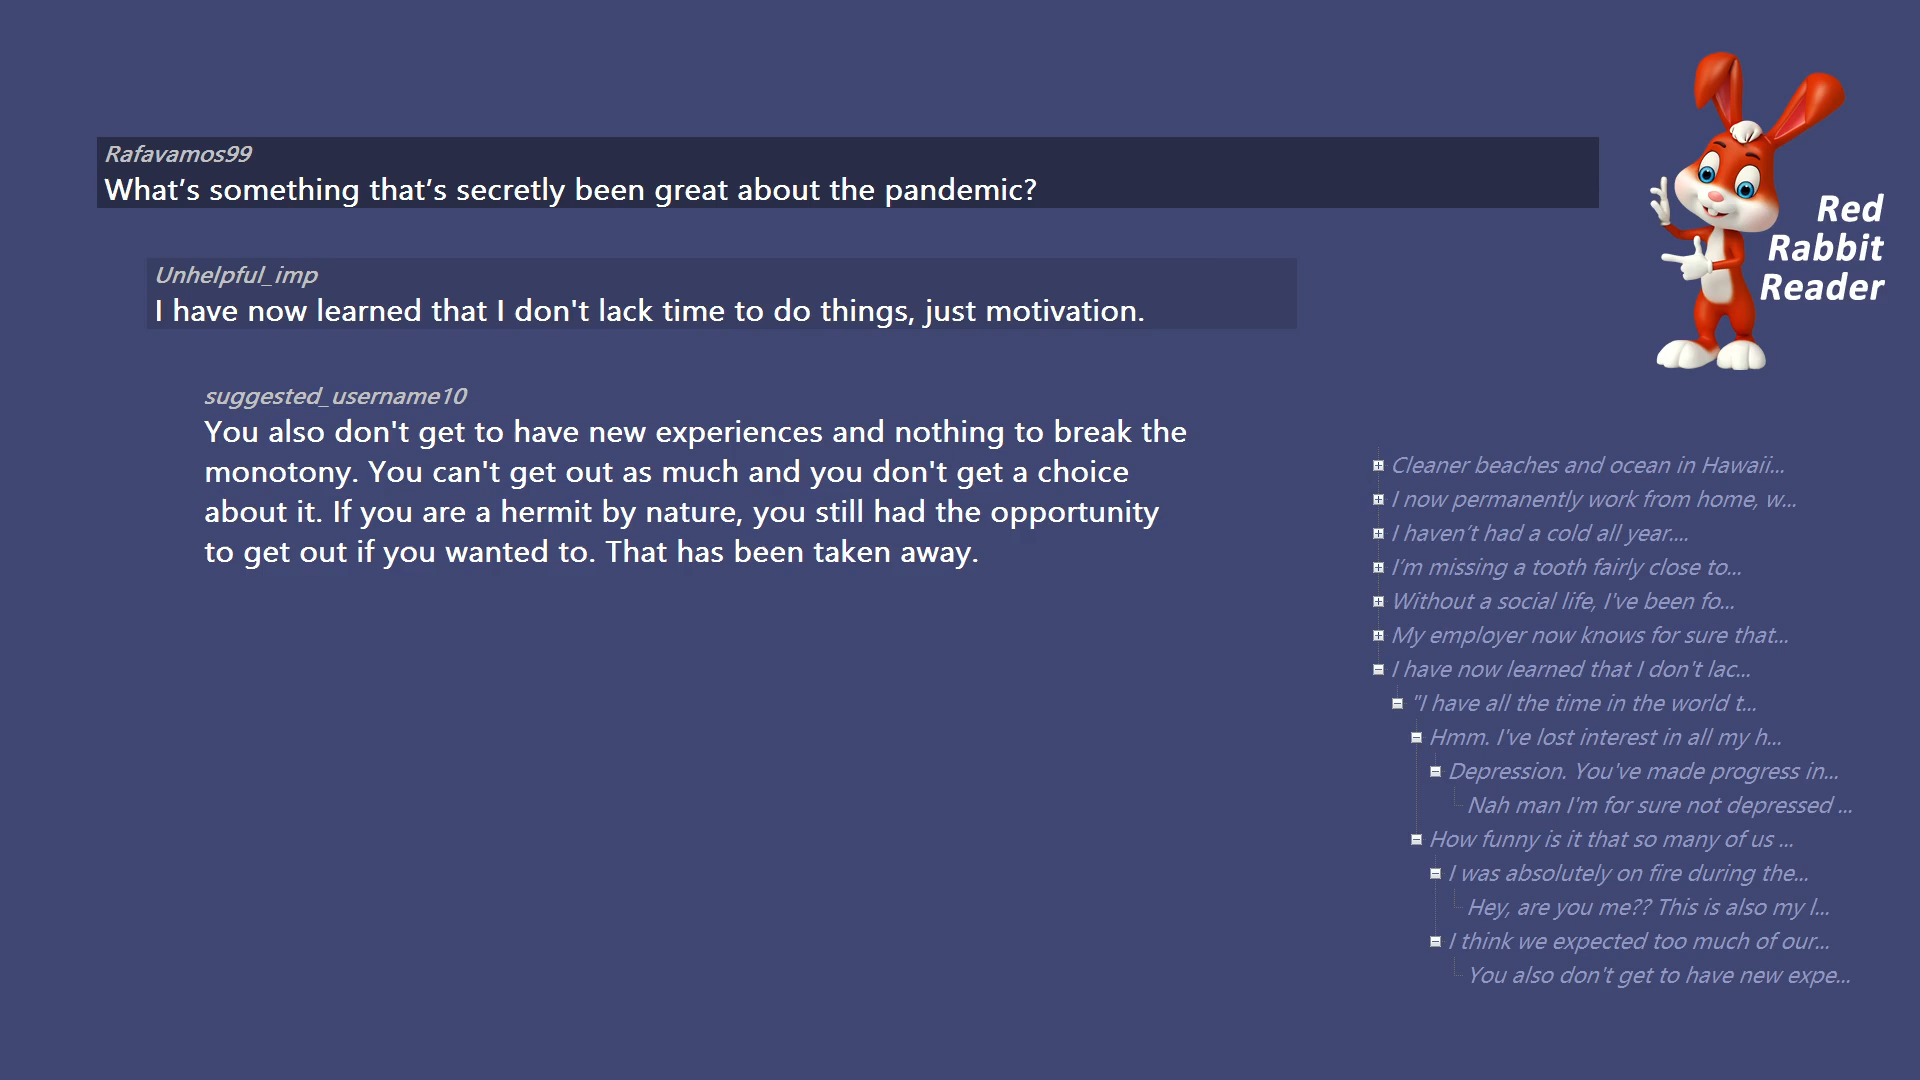 Rafavamos99
What’s something that’s secretly been great about the pandemic?
Unhelpful_imp
I have now learned that I don't lack time to do things, just motivation.
suggested_username10
You also don't get to have new experiences and nothing to break the
monotony. You can't get out as much and you don't get a choice
about it. If you are a hermit by nature, you still had the opportunity
to get out if you wanted to. That has been taken away.
Red
Rabbit
Reader
Cleaner beaches and ocean in Hawaii...
I now permanently work from home, w...
I haven’t had a cold all year....
I’m missing a tooth fairly close to...
Without a social life, I've been fo...
My employer now knows for sure that...
I have now learned that I don't lac...
"I have all the time in the world t...
Hmm. I've lost interest in all my h...
Depression. You've made progress in...
Nah man I'm for sure not depressed ...
How funny is it that so many of us ...
I was absolutely on fire during the...
Hey, are you me?? This is also my l...
I think we expected too much of our...
You also don't get to have new expe...